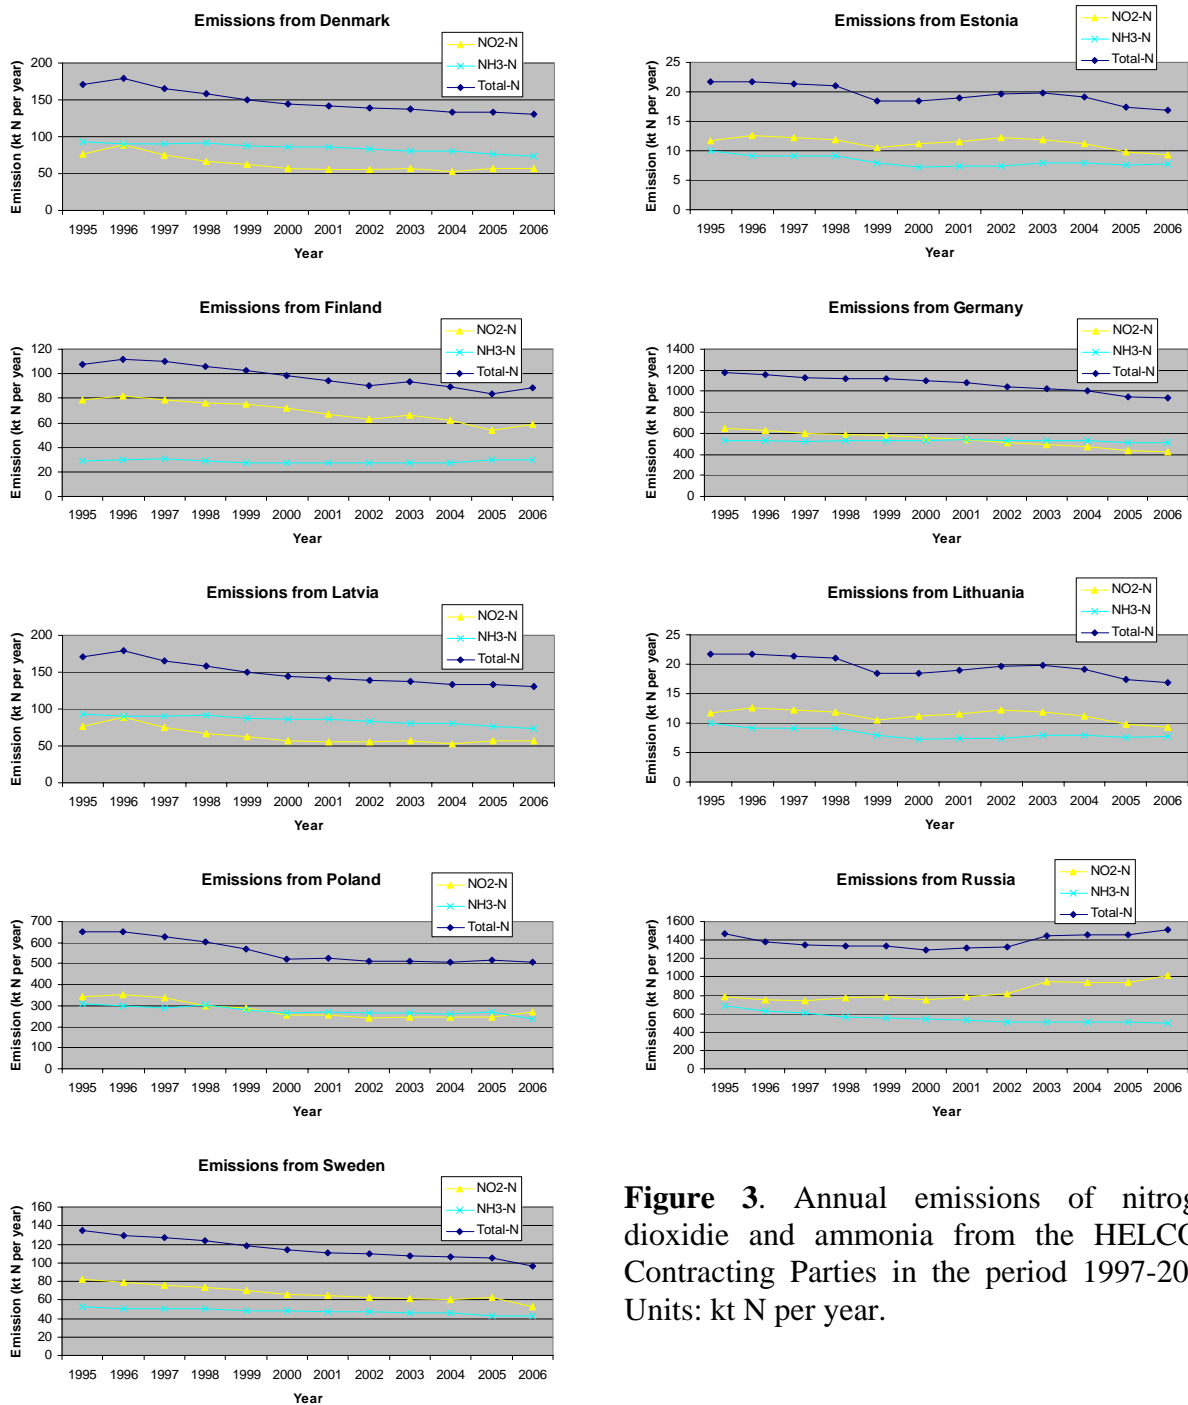 Emissions from Denmark
NO2-N
NH3-N
Total-N
Emission (kt N per year)
200
150
100
50
0
1995 1996 1997 1998 1999 2000 2001 2002 2003 2004 2005 2006
Year
Emissions from Estonia
NO2-N
NH3-N
Total-N
Emission (kt N per year)
25
20
15
10
5
0
1995 1996 1997 1998 1999 2000 2001 2002 2003 2004 2005 2006
Year
Emissions from Finland
NO2-N
NH3-N
Total-N
Emission (kt N per year)
120
100
80
60
40
20
0
1995 1996 1997 1998 1999 2000 2001 2002 2003 2004 2005 2006
Year
Emissions from Germany
NO2-N
NH3-N
Total-N
Emission (kt N per year)
1400
1200
1000
800
600
400
200
0
1995 1996 1997 1998 1999 2000 2001 2002 2003 2004 2005 2006
Year
Emissions from Latvia
NO2-N
NH3-N
Total-N
Emission (kt N per year)
200
150
100
50
0
1995 1996 1997 1998 1999 2000 2001 2002 2003 2004 2005 2006
Year
Emissions from Lithuania
NO2-N
NH3-N
Total-N
Emission (kt N per year)
25
20
15
10
5
0
1995 1996 1997 1998 1999 2000 2001 2002 2003 2004 2005 2006
Year
Emissions from Poland
NO2-N
NH3-N
Total-N
Emission (kt N per year)
700
600
500
400
300
200
100
0
1995 1996 1997 1998 1999 2000 2001 2002 2003 2004 2005 2006
Year
Emissions from Russia
NO2-N
NH3-N
Total-N
Emission (kt N per year)
1600
1400
1200
1000
800
600
400
200
0
1995 1996 1997 1998 1999 2000 2001 2002 2003 2004 2005 2006
Year
Emissions from Sweden
NO2-N
NH3-N
Total-N
Emission (kt N per year)
160
140
120
100
80
60
40
20
0
1995 1996 1997 1998 1999 2000 2001 2002 2003 2004 2005 2006
Year
Figure 3. Annual emissions of nitrog
dioxidie and ammonia from the HELCO
Contracting Parties in the period 1997-20
Units: kt N per year.